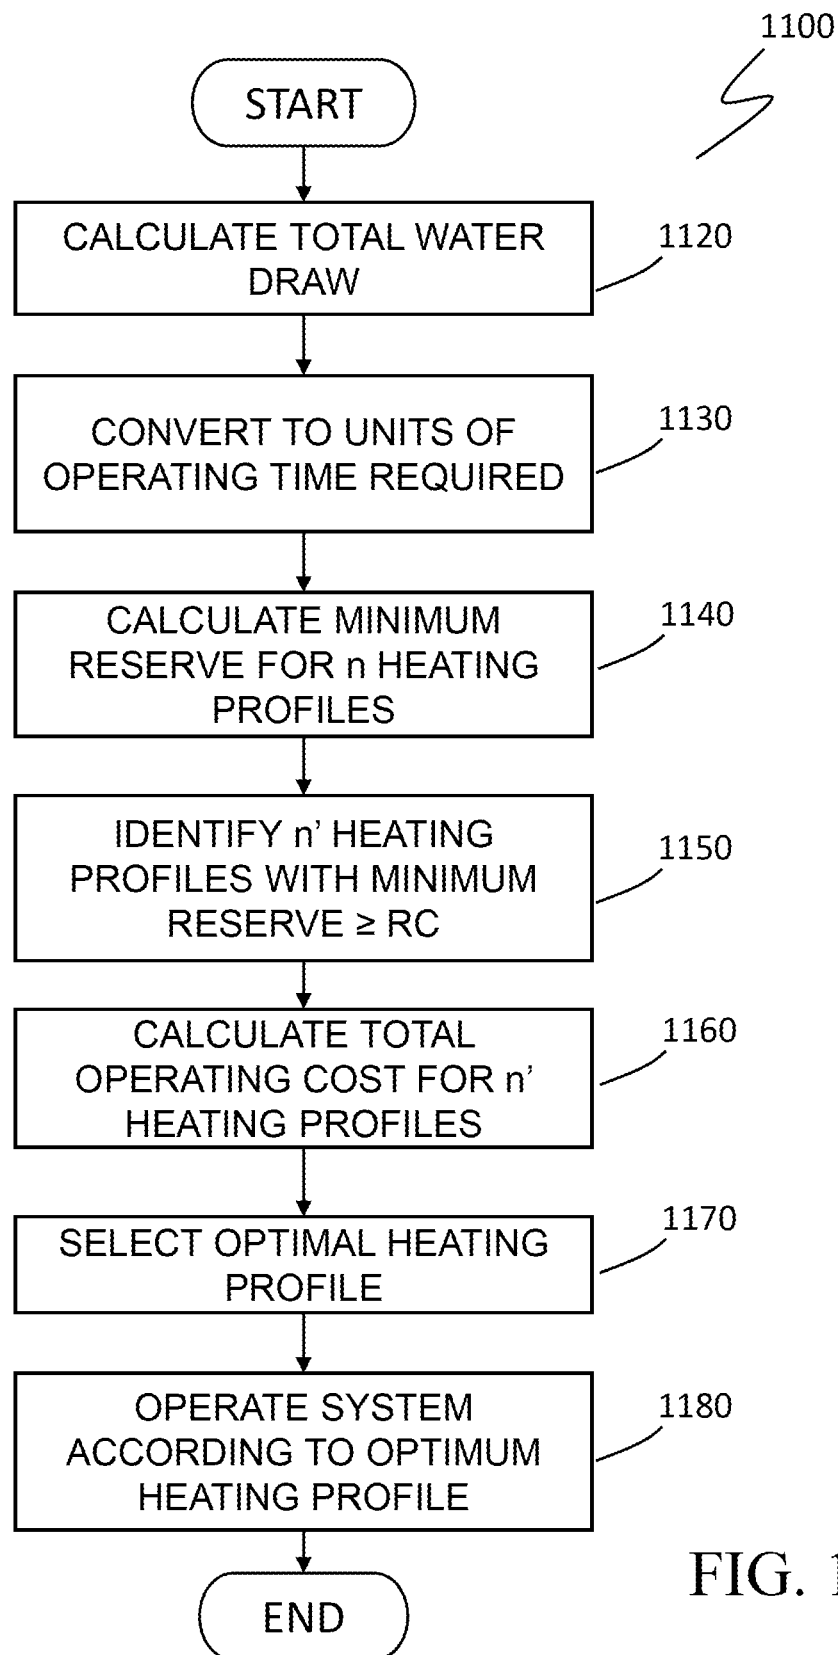 1100
START
CALCULATE TOTAL WATER
DRAW
1120
CONVERT TO UNITS OF
OPERATING TIME REQUIRED
1130
CALCULATE MINIMUM
RESERVE FOR n HEATING
PROFILES
1140
IDENTIFY n’ HEATING
PROFILES WITH MINIMUM
RESERVE ≥ RC
1150
CALCULATE TOTAL
OPERATING COST FOR n’
HEATING PROFILES
1160
SELECT OPTIMAL HEATING
PROFILE
1170
OPERATE SYSTEM
ACCORDING TO OPTIMUM
HEATING PROFILE
1180
END
FIG.